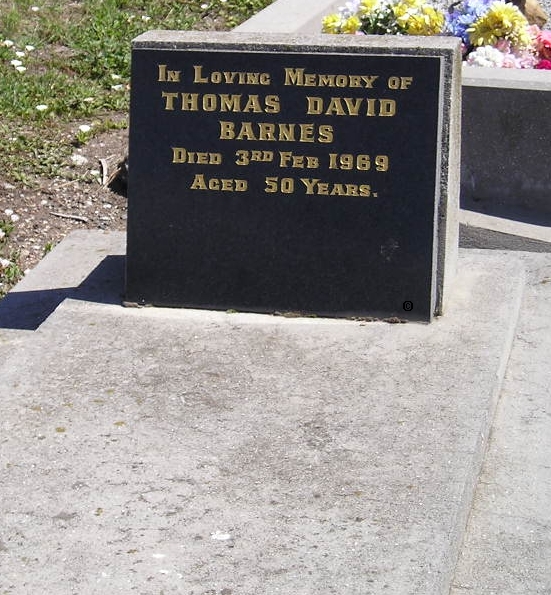 In Loving Memory of
THOMAS DAVID
BARNES
Died 3rd Feb 1969
Aged 50 Years.
©